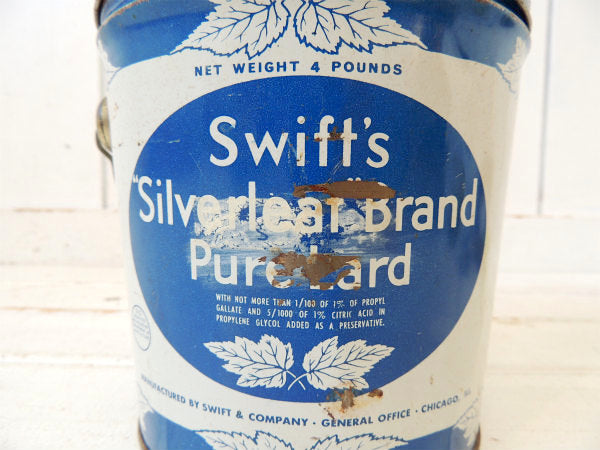 NET WEIGHT 4 POUNDS
Swift's
"Silverleaf" Brand
Pure Lard
WITH NOT MORE THAN 1/100 OF 1% OF PROPYL
GALLATE AND 5/1000 OF 1% CITRIC ACID IN
PROPYLENE GLYCOL ADDED AS A PRESERVATIVE.
MANUFACTURED BY SWIFT & COMPANY · GENERAL OFFICE · CHICAGO, ILL